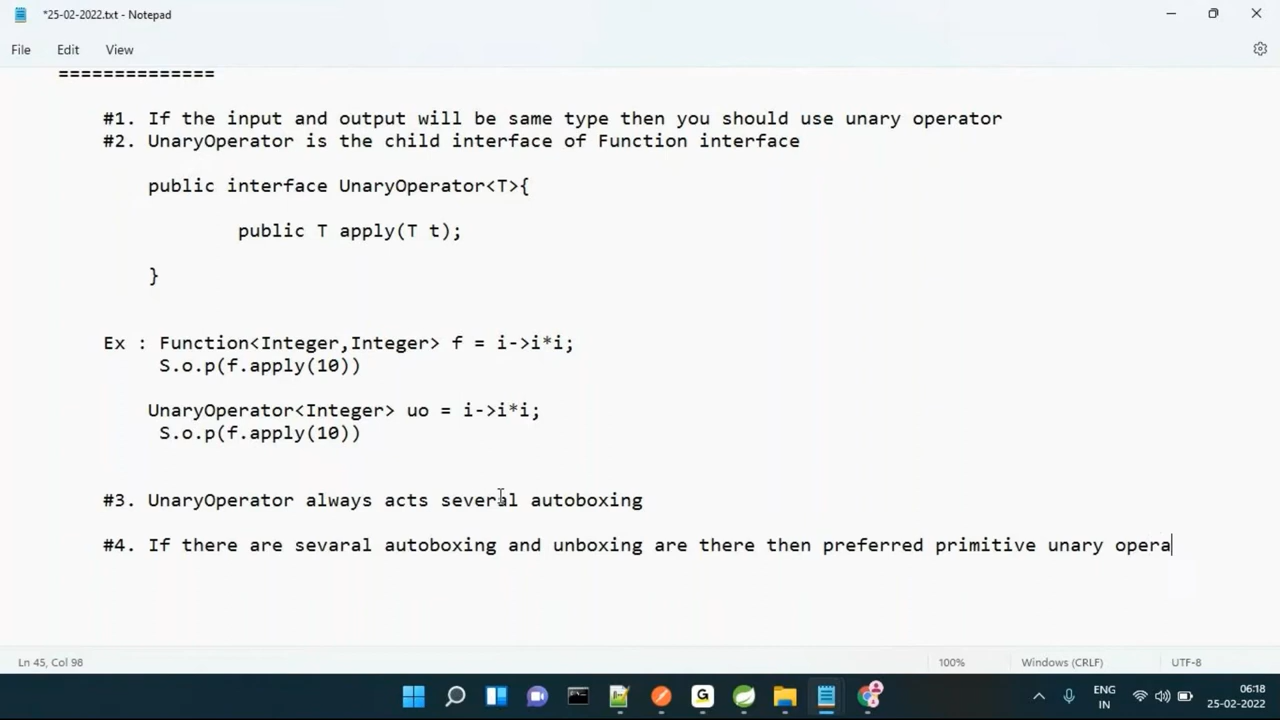 *25-02-2022.txt - Notepad
File Edit View
==============
#1. If the input and output will be same type then you should use unary operator
#2. UnaryOperator is the child interface of Function interface
public interface UnaryOperator<T>{
public T apply(T t);
}
Ex : Function<Integer,Integer> f = i->i*i;
S.o.p(f.apply(10))
UnaryOperator<Integer> uo = i->i*i;
S.o.p(f.apply(10))
#3. UnaryOperator always acts several autoboxing
#4. If there are sevaral autoboxing and unboxing are there then preferred primitive unary opera
Ln 45, Col 98 100% Windows (CRLF) UTF-8
ENG 06:18
IN 25-02-2022